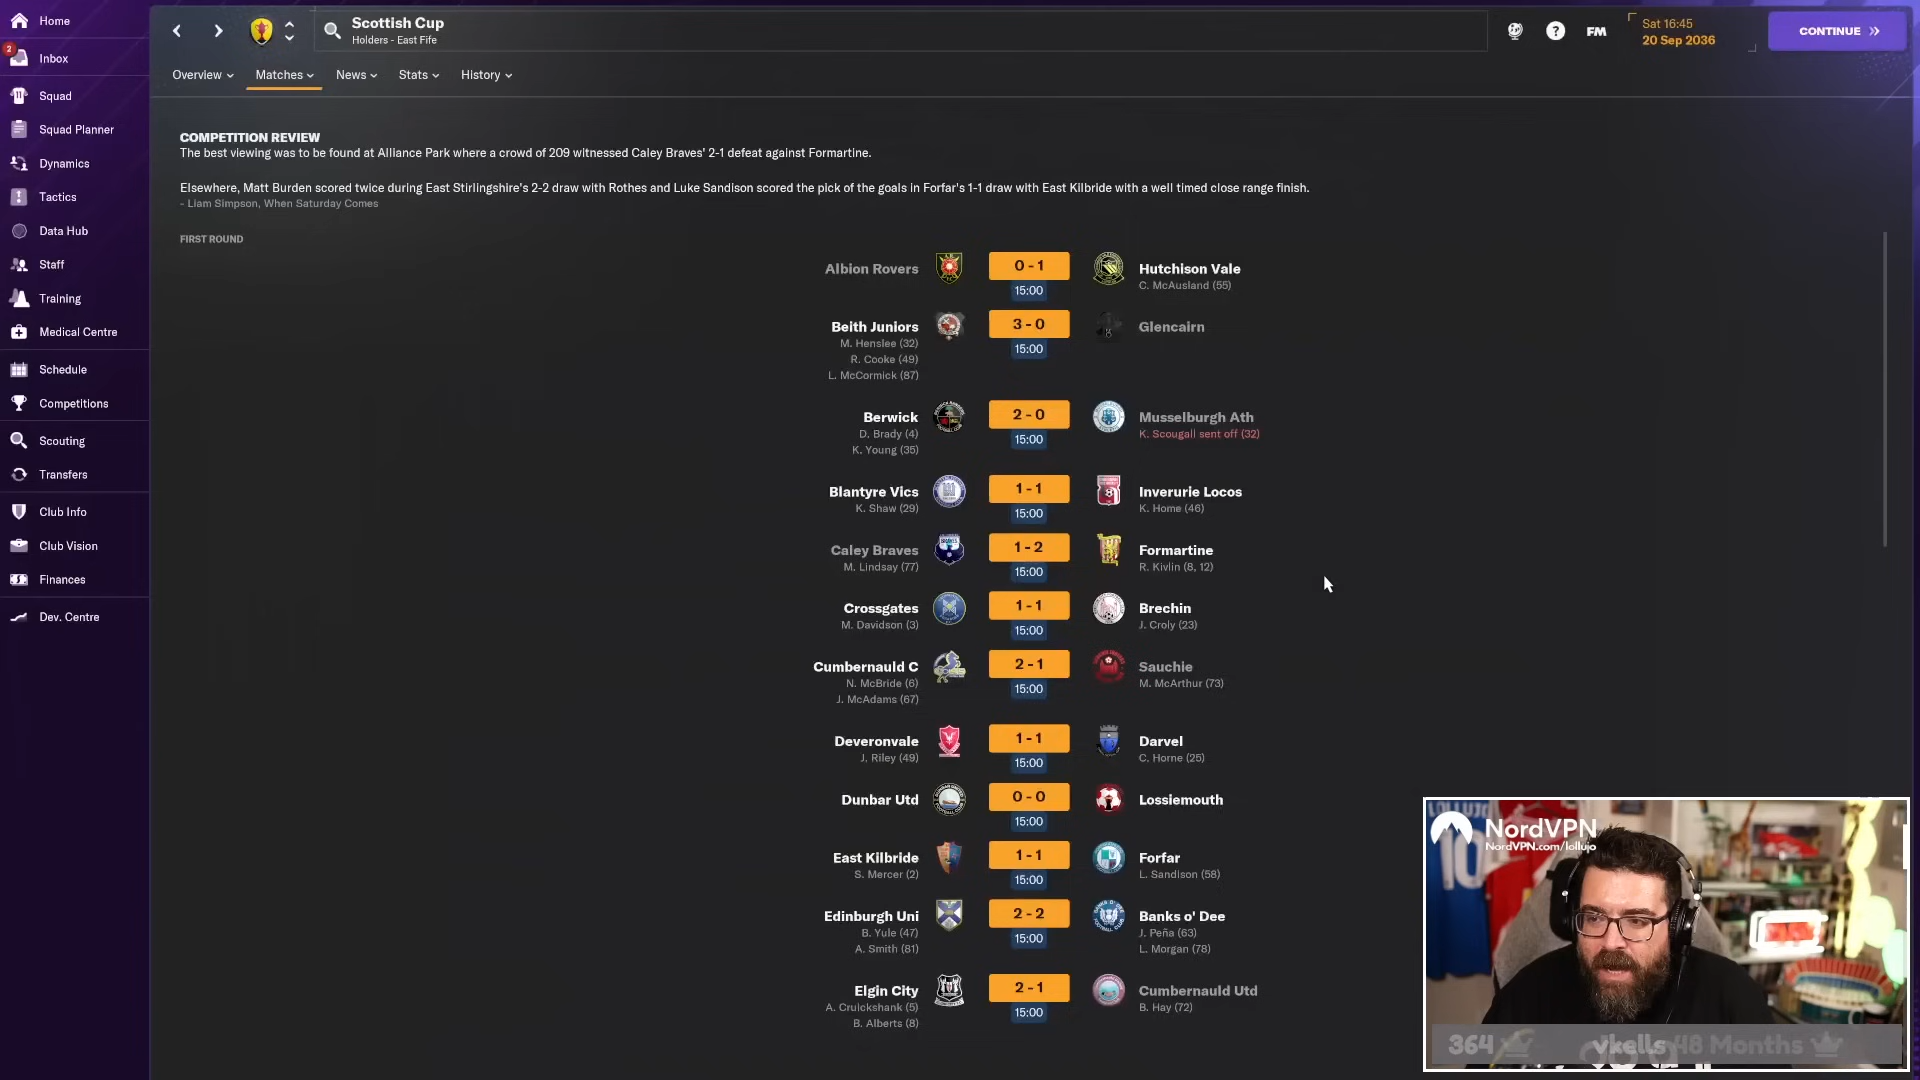 Home
2
Inbox
Squad
Squad Planner
Dynamics
Tactics
Data Hub
Staff
Training
Medical Centre
Schedule
Competitions
Scouting
Transfers
Club Info
Club Vision
Finances
Dev. Centre
Scottish Cup
Holders - East Fife
?
FM
Sat 16:45
20 Sep 2036
CONTINUE
Overview
Matches
News
Stats
History
COMPETITION REVIEW
The best viewing was to be found at Alliance Park where a crowd of 209 witnessed Caley Braves' 2-1 defeat against Formartine.
Elsewhere, Matt Burden scored twice during East Stirlingshire's 2-2 draw with Rothes and Luke Sandison scored the pick of the goals in Forfar's 1-1 draw with East Kilbride with a well timed close range finish.
- Liam Simpson, When Saturday Comes
FIRST ROUND
Albion Rovers 0 - 1 Hutchison Vale
15:00 C. McAusland (55)
Beith Juniors 3 - 0 Glencairn
M. Henslee (32) 15:00
R. Cooke (49)
L. McCormick (87)
Berwick 2 - 0 Musselburgh Ath
D. Brady (4) 15:00 K. Scougall sent off (32)
K. Young (35)
Blantyre Vics 1 - 1 Inverurie Locos
K. Shaw (29) 15:00 K. Home (46)
Caley Braves 1 - 2 Formartine
M. Lindsay (77) 15:00 R. Kivlin (8, 12)
Crossgates 1 - 1 Brechin
M. Davidson (3) 15:00 J. Croly (23)
Cumbernauld C 2 - 1 Sauchie
N. McBride (6) 15:00 M. McArthur (73)
J. McAdams (67)
Deveronvale 1 - 1 Darvel
J. Riley (49) 15:00 C. Horne (25)
Dunbar Utd 0 - 0 Lossiemouth
15:00
East Kilbride 1 - 1 Forfar
S. Mercer (2) 15:00 L. Sandison (58)
Edinburgh Uni 2 - 2 Banks o' Dee
B. Yule (47) 15:00 J. Peña (63)
A. Smith (81) L. Morgan (78)
Elgin City 2 - 1 Cumbernauld Utd
A. Cruickshank (5) 15:00 B. Hay (72)
B. Alberts (8)
NordVPN
NordVPN.com/lollujo
364 vkells 48 Months